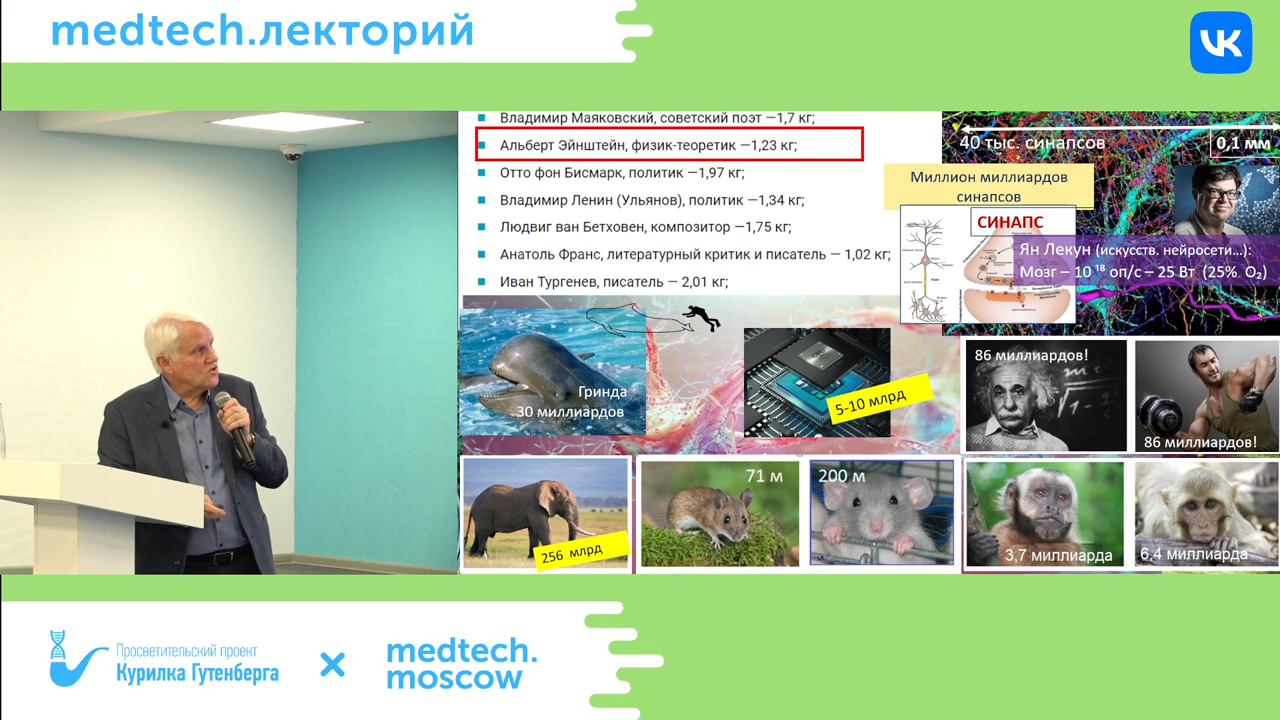 medtech.лекторий
Владимир Маяковский, советский поэт —1,7 кг;
Альберт Эйнштейн, физик-теоретик —1,23 кг;
Отто фон Бисмарк, политик —1,97 кг;
Владимир Ленин (Ульянов), политик —1,34 кг;
Людвиг ван Бетховен, композитор —1,75 кг;
Анатоль Франс, литературный критик и писатель — 1,02 кг;
Иван Тургенев, писатель — 2,01 кг;
40 тыс. синапсов
0,1 мм
Миллион миллиардов
синапсов
СИНАПС
Ян Лекун (искусств. нейросети...):
Мозг – 10 ¹⁸ оп/с – 25 Вт (25% O₂)
Гринда
30 миллиардов
5-10 млрд
86 миллиардов!
86 миллиардов!
256 млрд
71 м
200 м
3,7 миллиарда
6,4 миллиарда
Просветительский проект
Курилка Гутенберга
×
medtech.
moscow